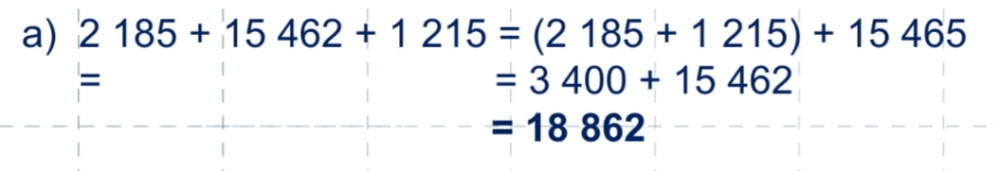 a) 2 185 + 15 462 + 1 215 = (2 185 + 1 215) + 15 465
= = 3 400 + 15 462
= 18 862